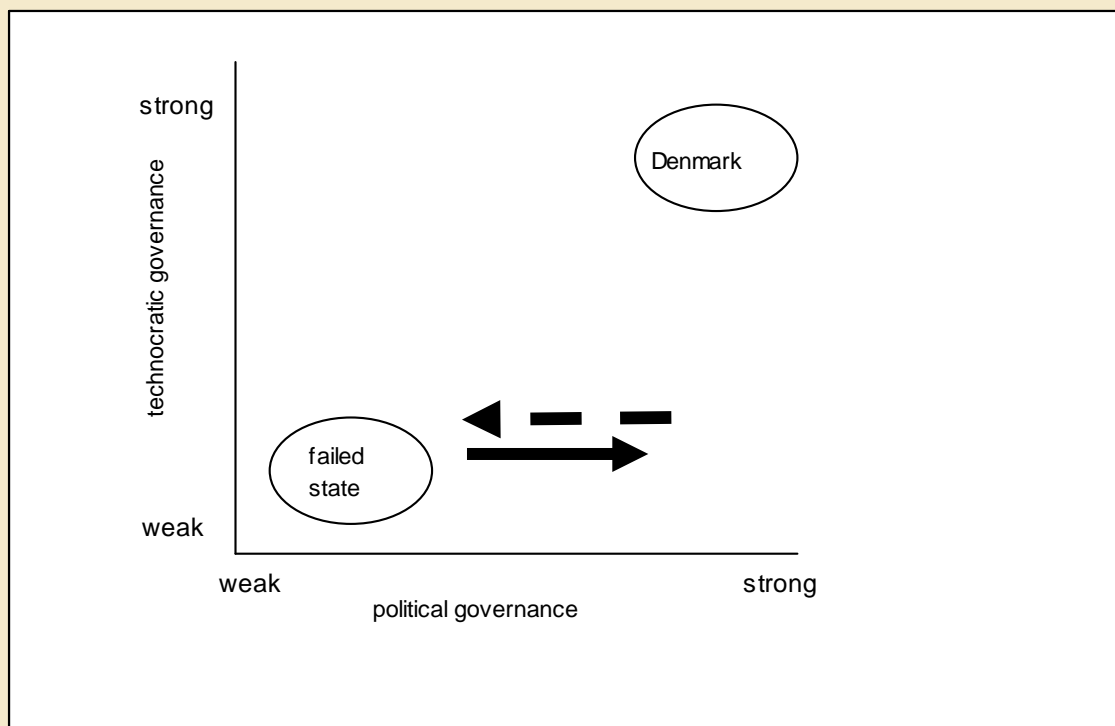 strong
Denmark
technocratic governance
failed
state
weak
weak
strong
political governance